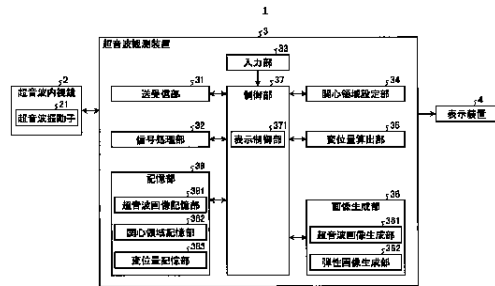 1
3
超音波観測装置
33
入力部
2
超音波内視鏡
21
超音波振動子
31
送受信部
37
制御部
34
関心領域設定部
4
表示装置
32
信号処理部
371
表示制御部
35
変位量算出部
38
記憶部
381
超音波画像記憶部
382
関心領域記憶部
383
変位量記憶部
36
画像生成部
361
超音波画像生成部
362
弾性画像生成部